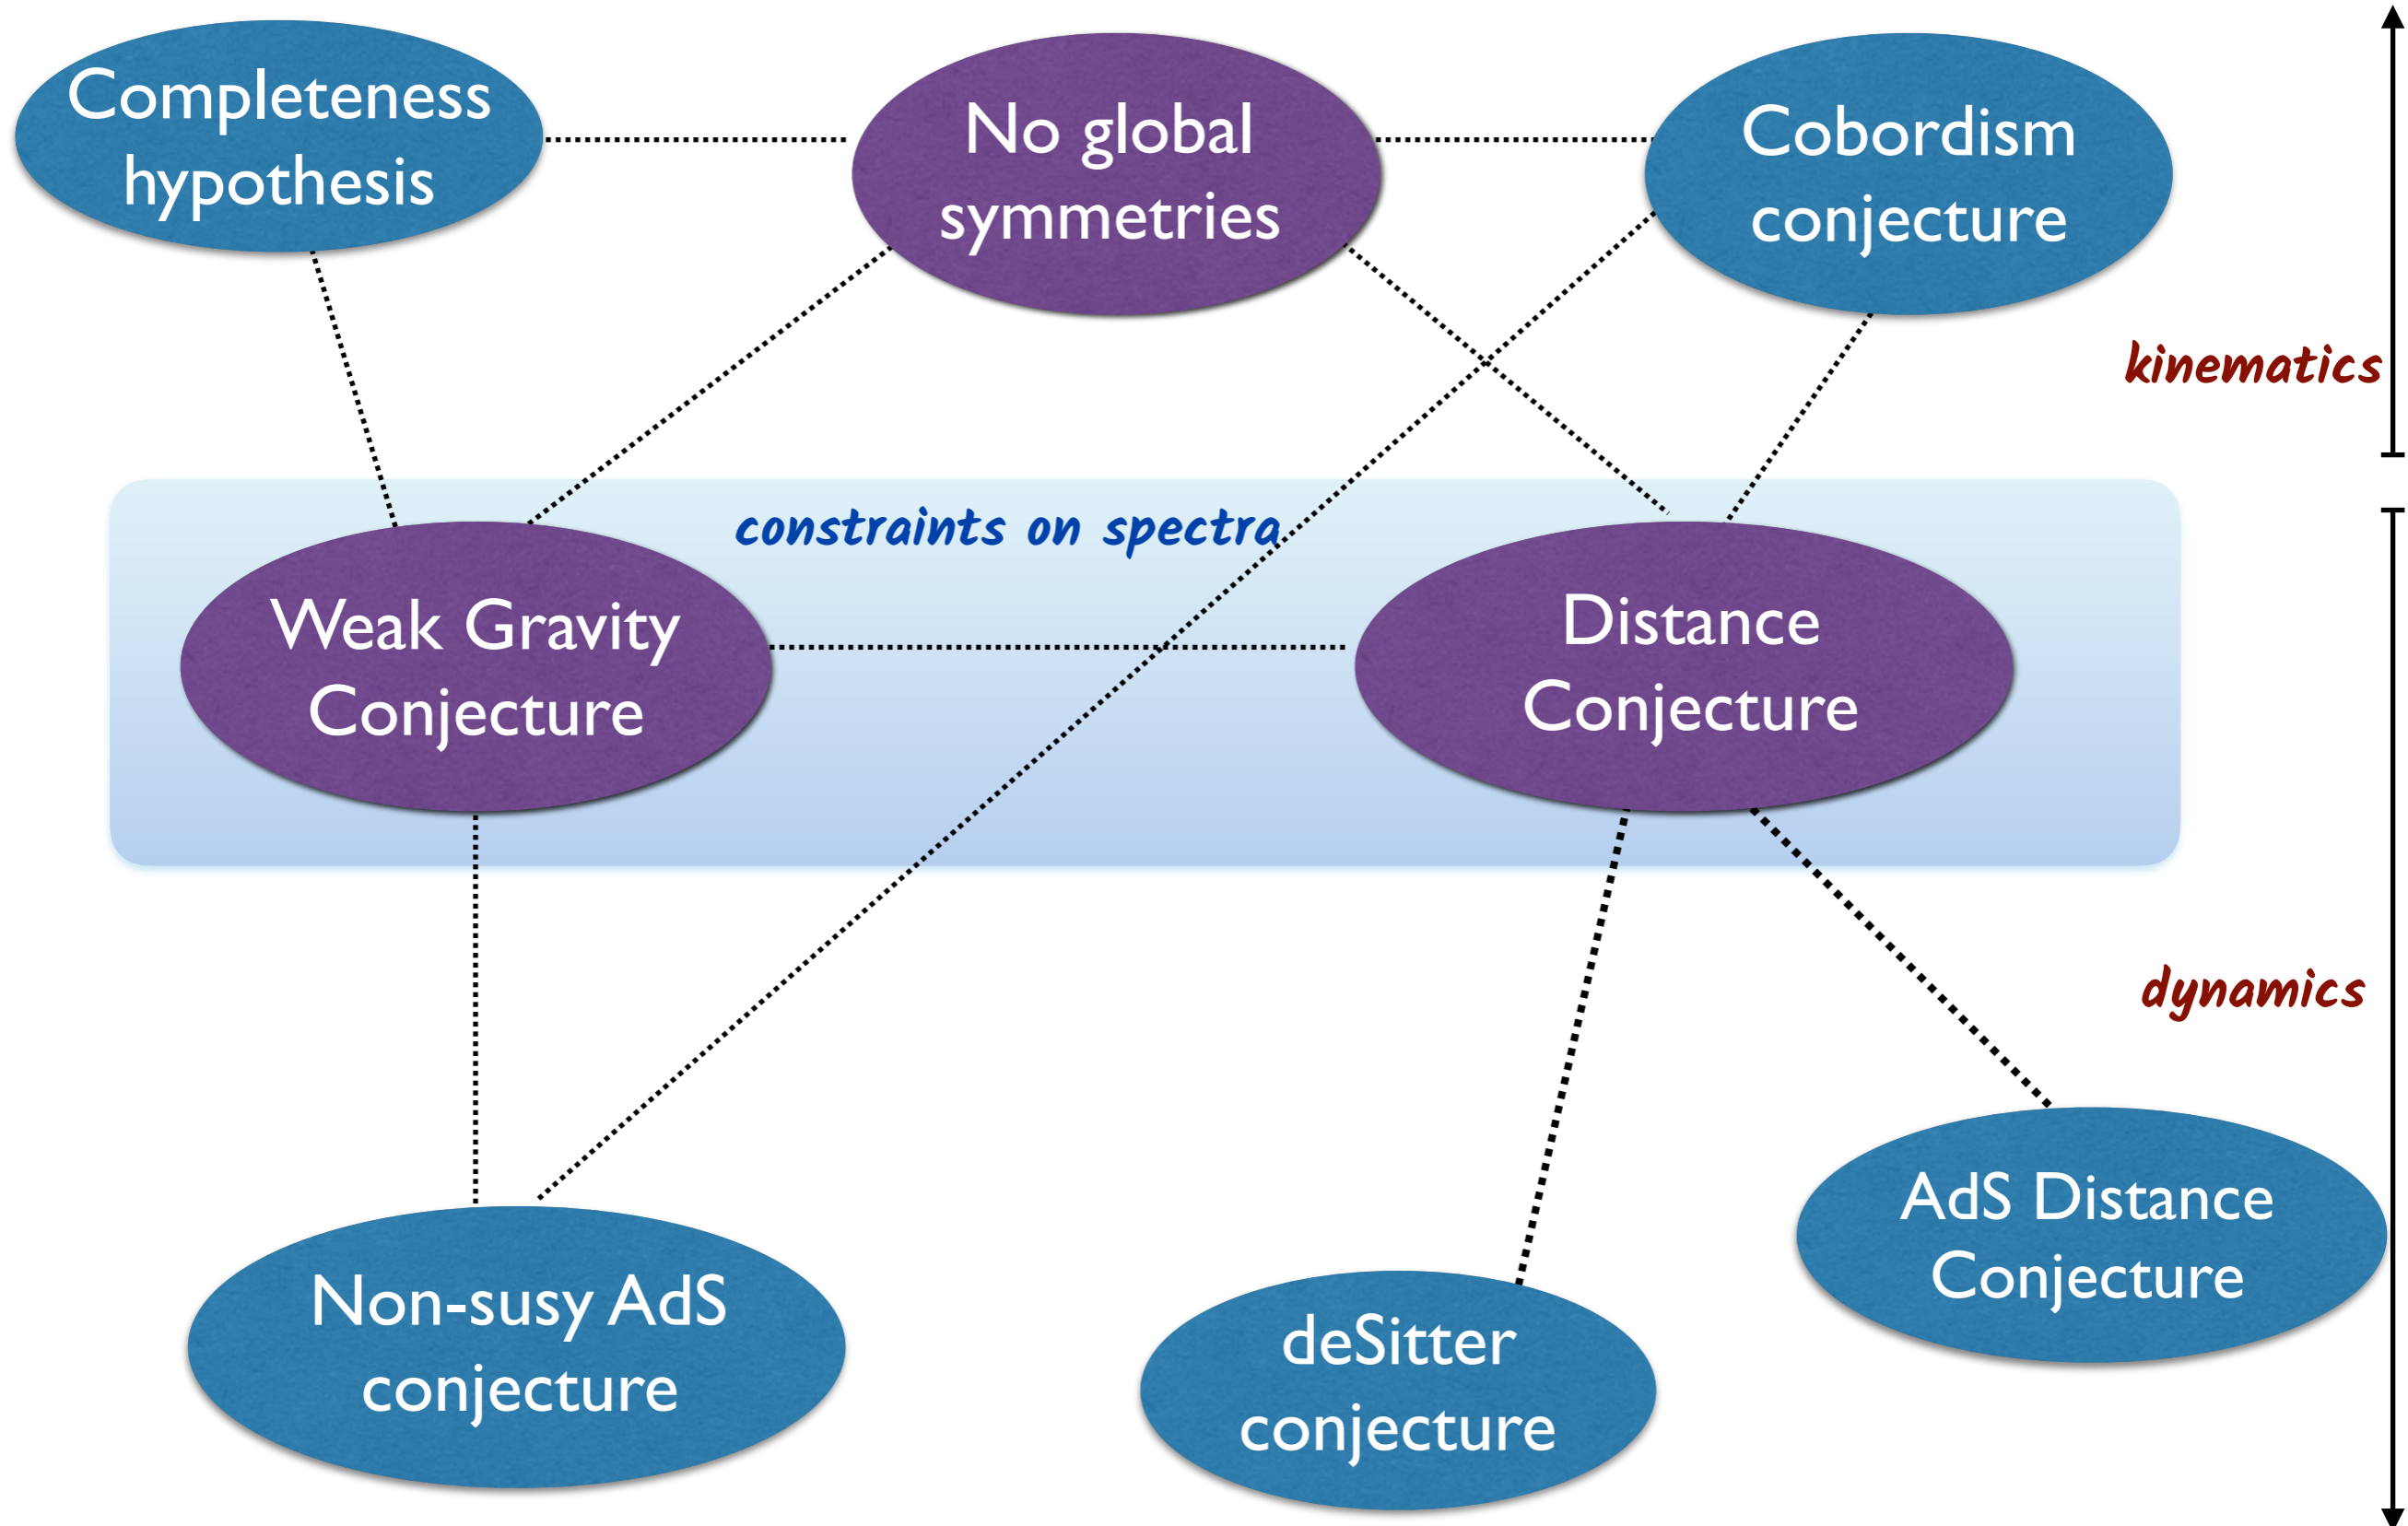 Completeness
hypothesis
No global
symmetries
Cobordism
conjecture
kinematics
constraints on spectra
Weak Gravity
Conjecture
Distance
Conjecture
dynamics
Non-susy AdS
conjecture
deSitter
conjecture
AdS Distance
Conjecture